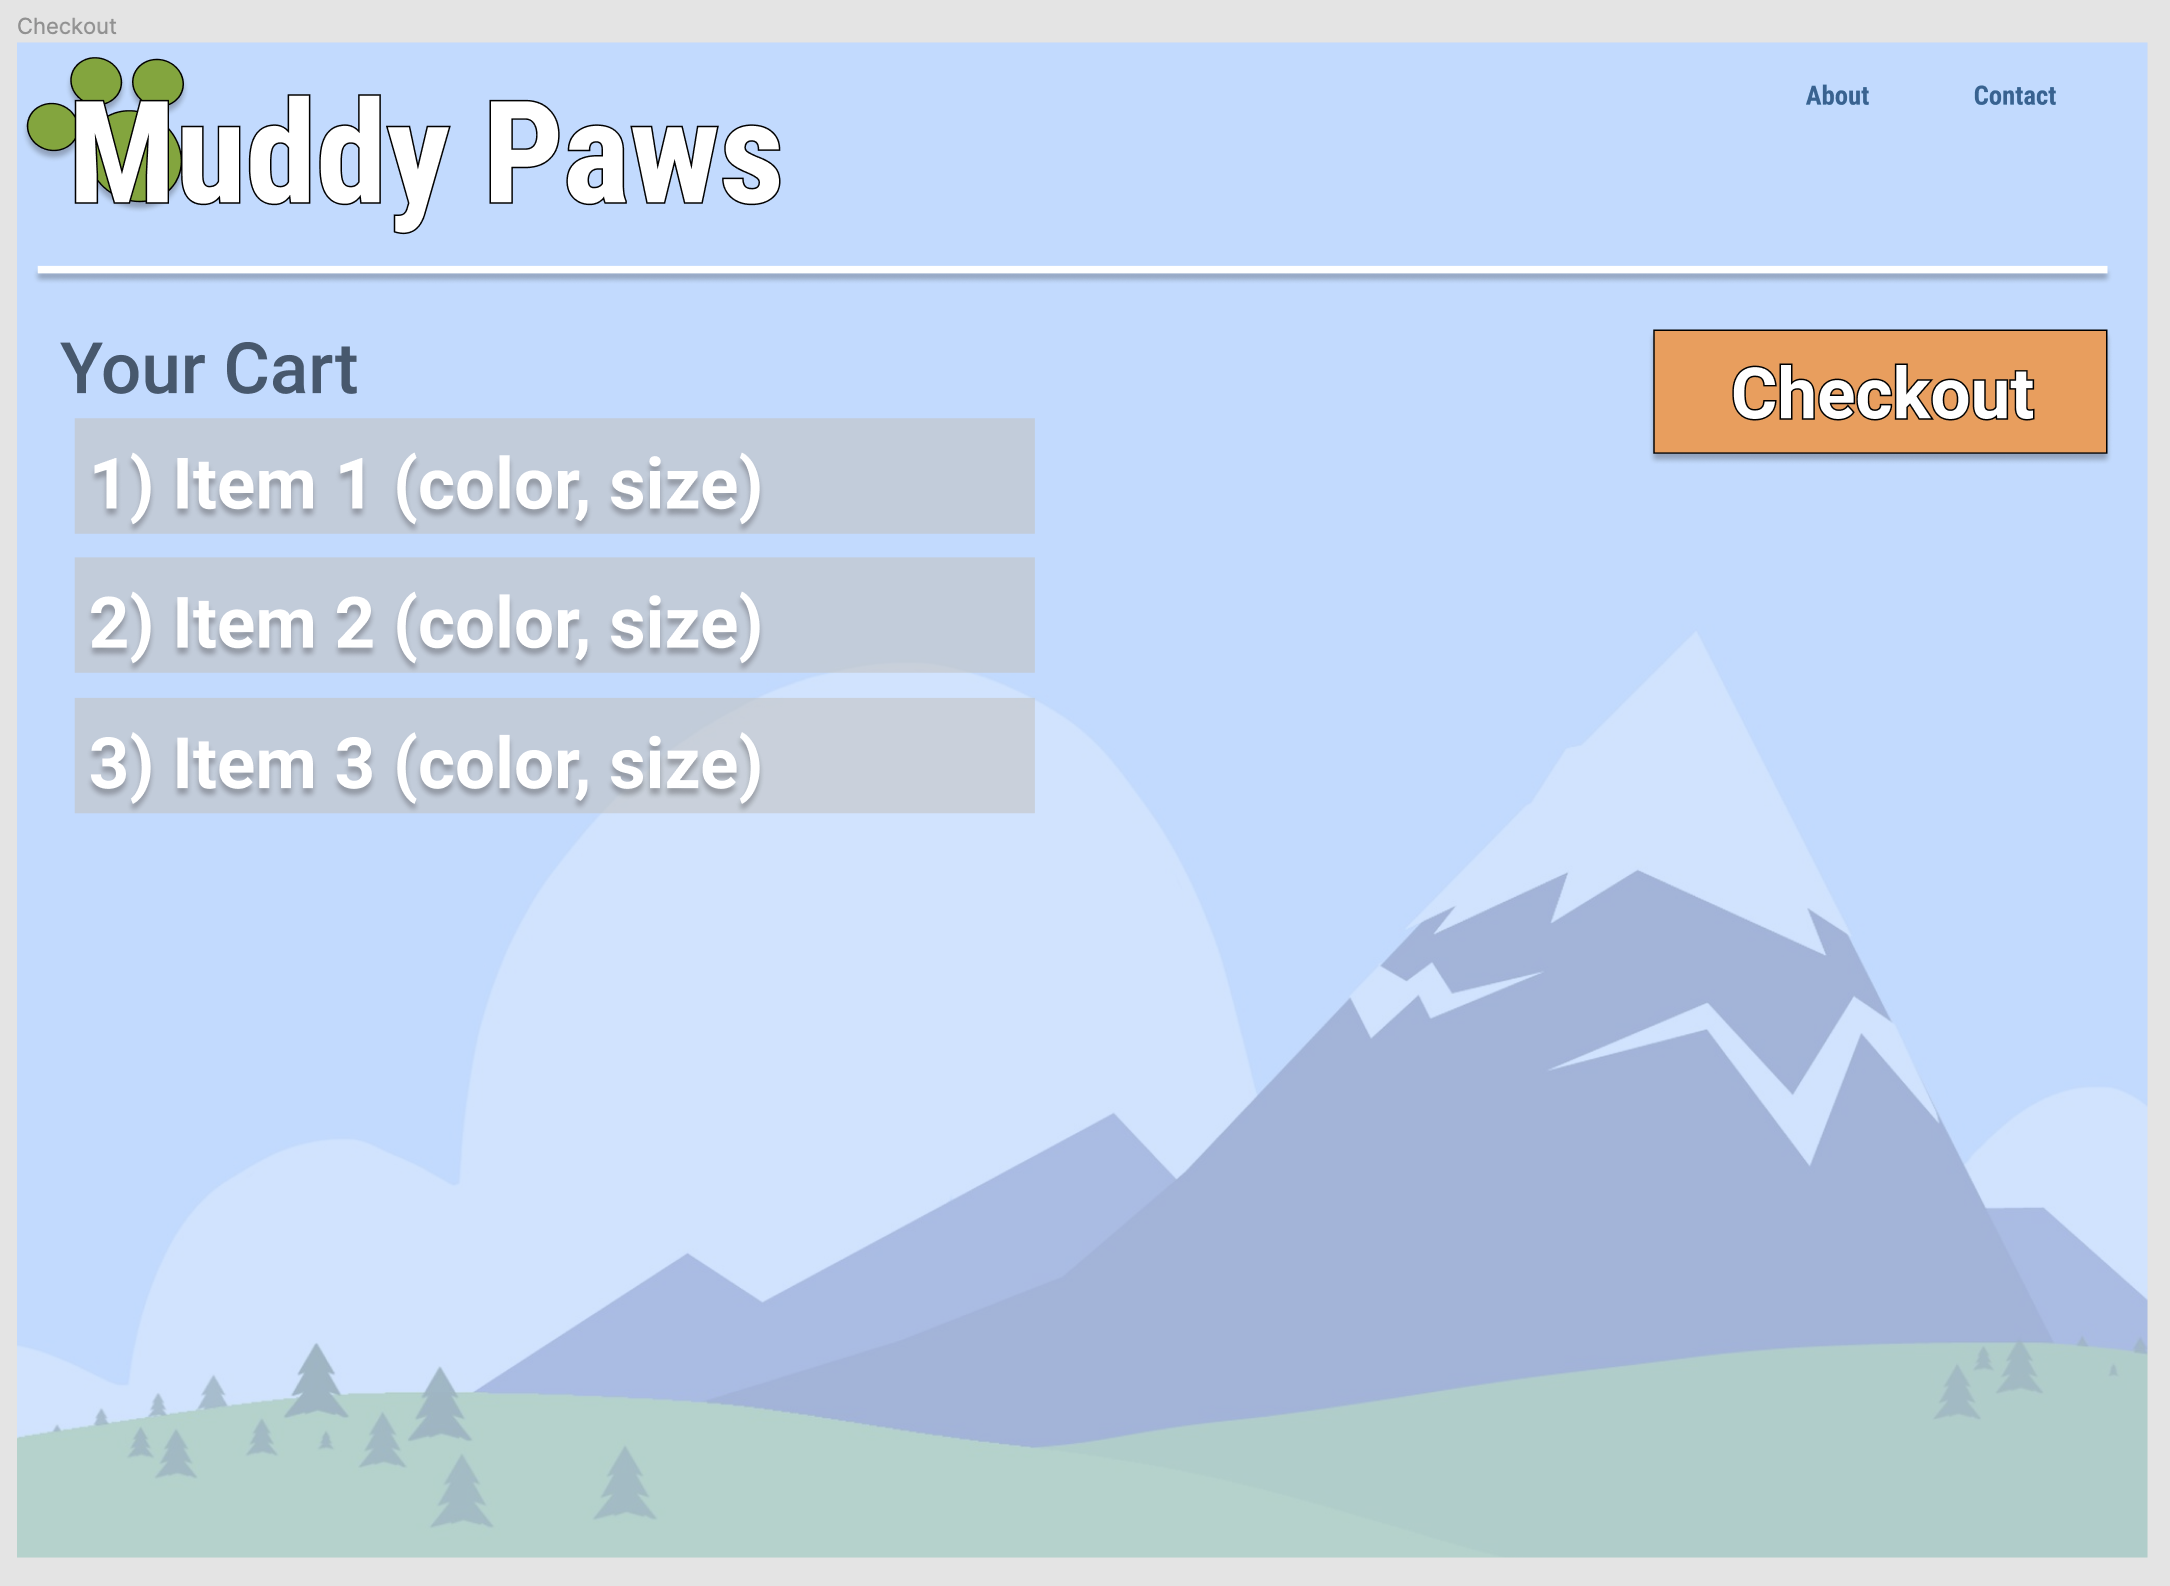 Checkout
Muddy Paws
About
Contact
Your Cart
Checkout
1) Item 1 (color, size)
2) Item 2 (color, size)
3) Item 3 (color, size)